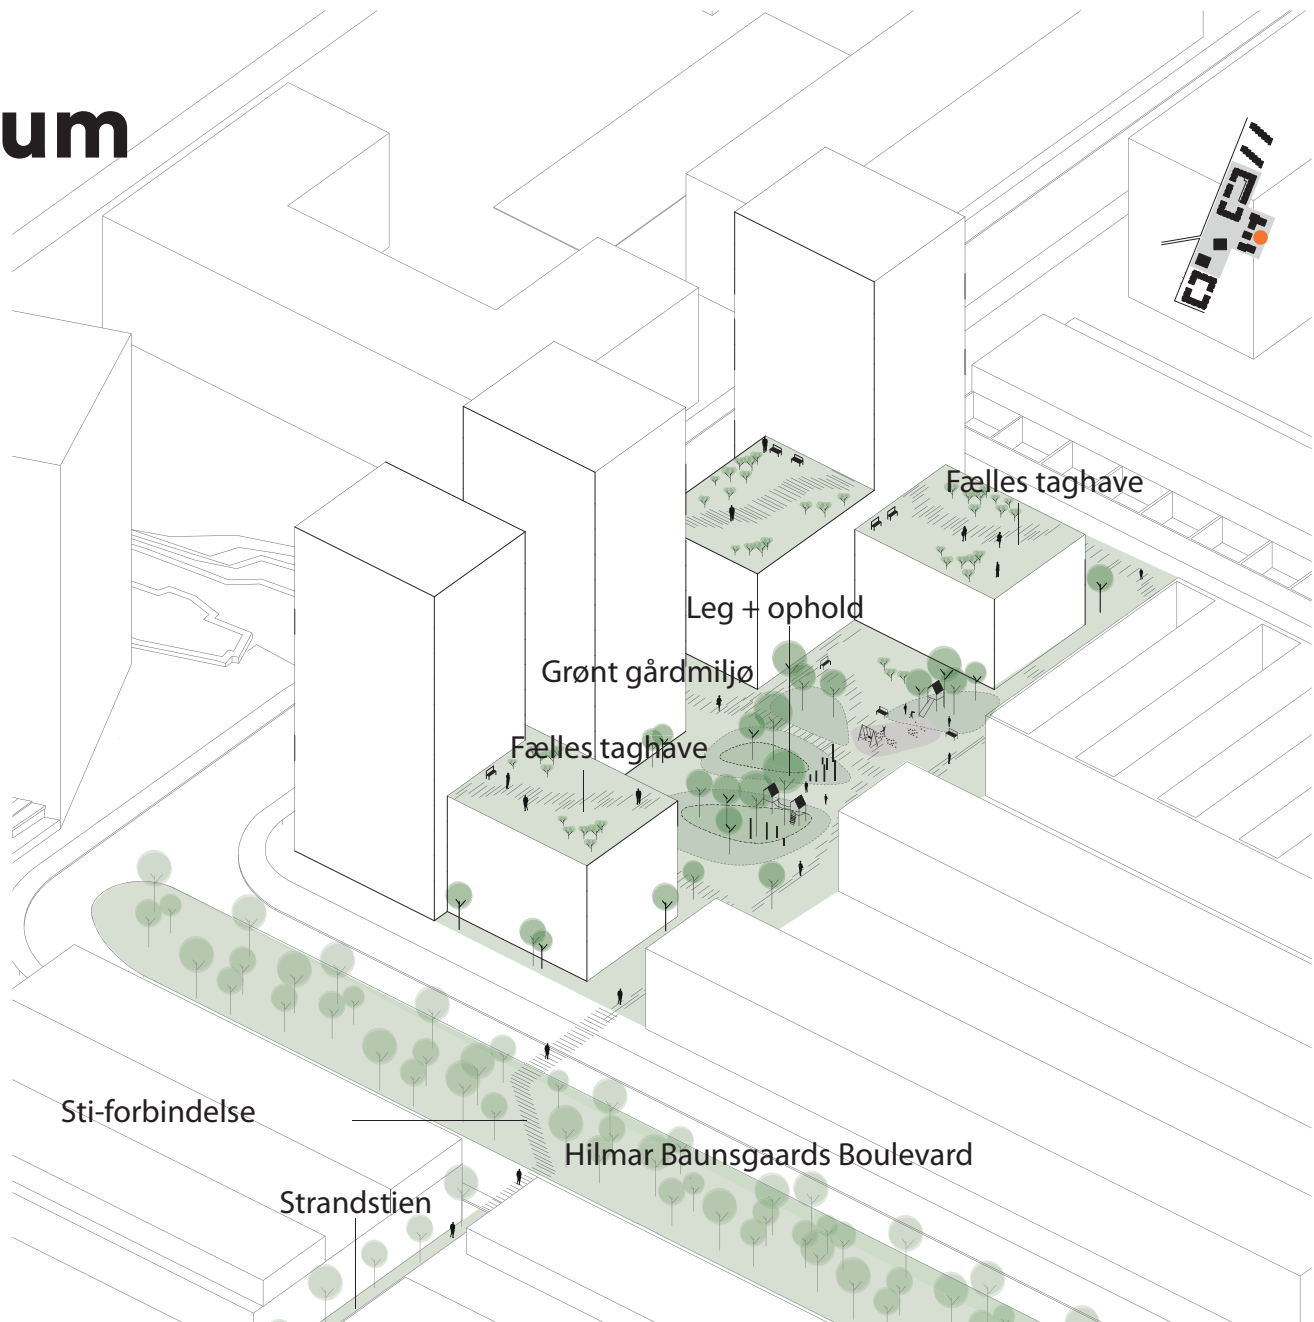 um
Fælles taghave
Leg + ophold
Grønt gårdmiljø
Fælles taghave
Sti-forbindelse
Hilmar Baunsgaards Boulevard
Strandstien